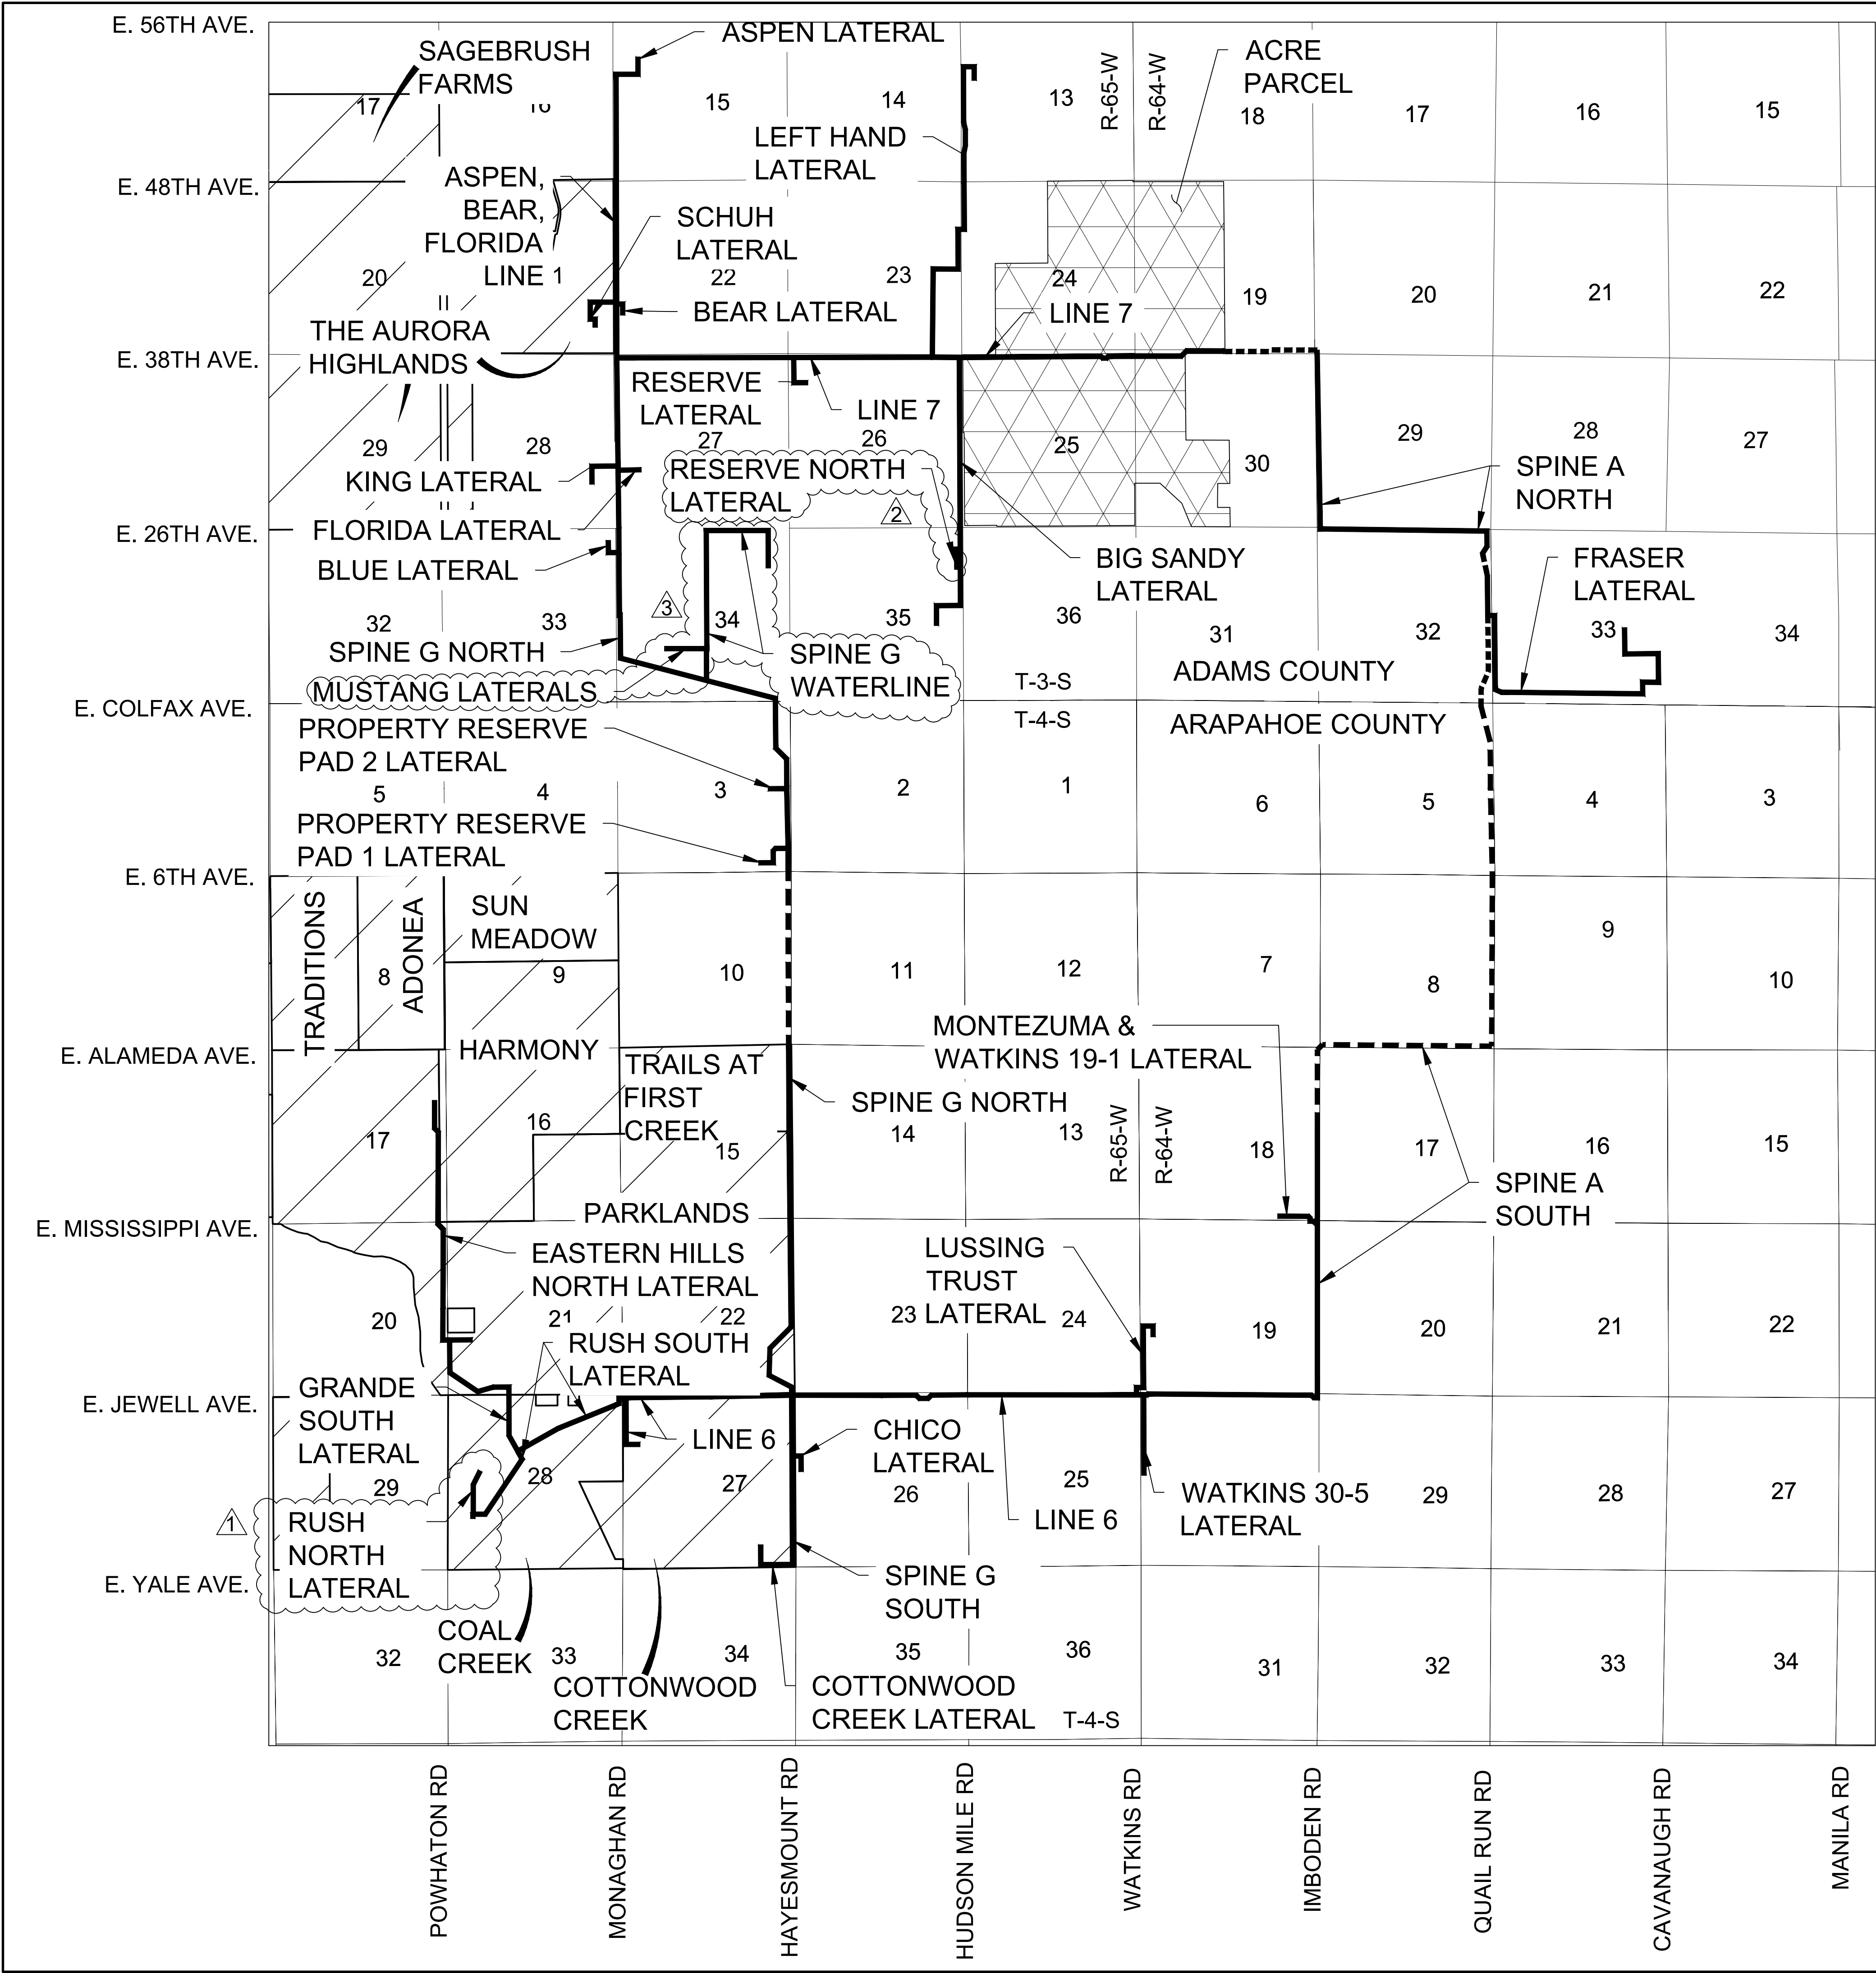 E. 56TH AVE.
SAGEBRUSH
FARMS
ASPEN LATERAL
ACRE
PARCEL
17
16
15
14
13
R-65-W
R-64-W
18
17
16
15
LEFT HAND
LATERAL
E. 48TH AVE.
ASPEN,
BEAR,
FLORIDA
LINE 1
SCHUH
LATERAL
20
22
23
24
19
20
21
22
BEAR LATERAL
LINE 7
THE AURORA
HIGHLANDS
E. 38TH AVE.
RESERVE
LATERAL
LINE 7
29
28
27
26
25
30
29
28
27
RESERVE NORTH
LATERAL
2
KING LATERAL
SPINE A
NORTH
FLORIDA LATERAL
E. 26TH AVE.
BLUE LATERAL
BIG SANDY
LATERAL
FRASER
LATERAL
3
32
33
34
35
36
31
32
33
34
SPINE G NORTH
SPINE G
WATERLINE
MUSTANG LATERALS
T-3-S
ADAMS COUNTY
E. COLFAX AVE.
T-4-S
ARAPAHOE COUNTY
PROPERTY RESERVE
PAD 2 LATERAL
5
4
3
2
1
6
5
4
3
PROPERTY RESERVE
PAD 1 LATERAL
E. 6TH AVE.
TRADITIONS
ADONEA
SUN
MEADOW
8
9
10
11
12
7
8
9
10
MONTEZUMA &
WATKINS 19-1 LATERAL
E. ALAMEDA AVE.
HARMONY
TRAILS AT
FIRST
CREEK
SPINE G NORTH
17
16
15
14
13
R-65-W
R-64-W
18
17
16
15
SPINE A
SOUTH
PARKLANDS
E. MISSISSIPPI AVE.
EASTERN HILLS
NORTH LATERAL
LUSSING
TRUST
LATERAL
20
21
22
23
24
19
20
21
22
RUSH SOUTH
LATERAL
GRANDE
SOUTH
LATERAL
E. JEWELL AVE.
LINE 6
CHICO
LATERAL
29
28
27
26
25
29
28
27
LINE 6
WATKINS 30-5
LATERAL
1
RUSH
NORTH
LATERAL
E. YALE AVE.
SPINE G
SOUTH
COAL
CREEK
32
33
34
35
36
31
32
33
34
COTTONWOOD
CREEK
COTTONWOOD
CREEK LATERAL
T-4-S
POWHATON RD
MONAGHAN RD
HAYESMOUNT RD
HUDSON MILE RD
WATKINS RD
IMBODEN RD
QUAIL RUN RD
CAVANAUGH RD
MANILA RD